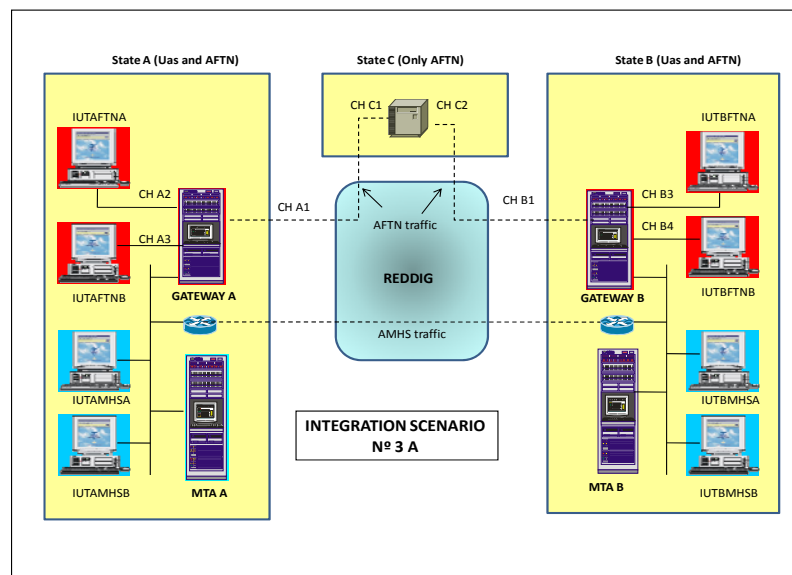 State A (Uas and AFTN)
State C (Only AFTN)
State B (Uas and AFTN)
CH C1
CH C2
IUTAFTNA
IUTBFTNA
CH A2
CH A1
CH B1
CH B3
CH A3
AFTN traffic
CH B4
REDDIG
IUTAFTNB
GATEWAY A
GATEWAY B
IUTBFTNB
AMHS traffic
IUTAMHSA
IUTBMHSA
INTEGRATION SCENARIO
Nº 3 A
IUTAMHSB
MTA A
MTA B
IUTBMHSB